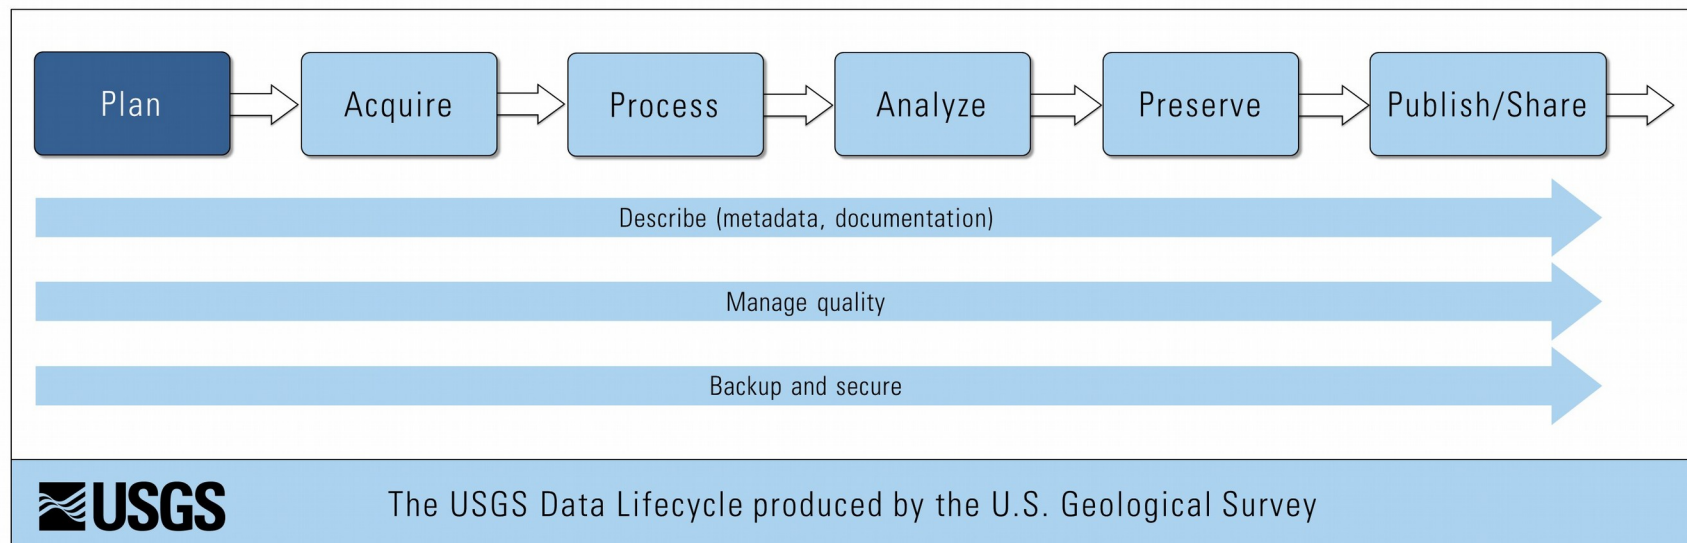 Plan
Acquire
Process
Analyze
Preserve
Publish/Share
Describe (metadata, documentation)
Manage quality
Backup and secure
USGS
The USGS Data Lifecycle produced by the U.S. Geological Survey